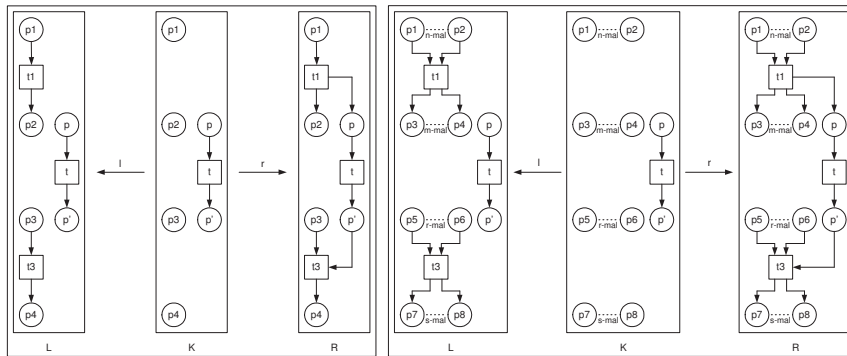 p1 p1 p1 p1 n-mal p2 p1 n-mal p2 p1 n-mal p2
t1 t1 t1 t1
p2 p p2 p p2 p p3 m-mal p4 p p3 m-mal p4 p p3 m-mal p4 p
t l t r t t l t r t
p3 p' p3 p' p3 p' p5 r-mal p6 p' p5 r-mal p6 p' p5 r-mal p6 p'
t3 t3 t3 t3
p4 p4 p4 p7 s-mal p8 p7 s-mal p8 p7 s-mal p8
L K R L K R